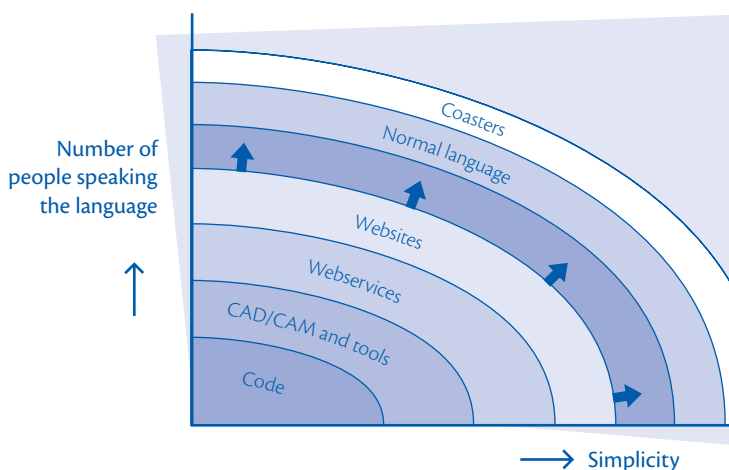 Coasters
Normal language
Number of
people speaking
the language
Websites
Webservices
CAD/CAM and tools
Code
Simplicity